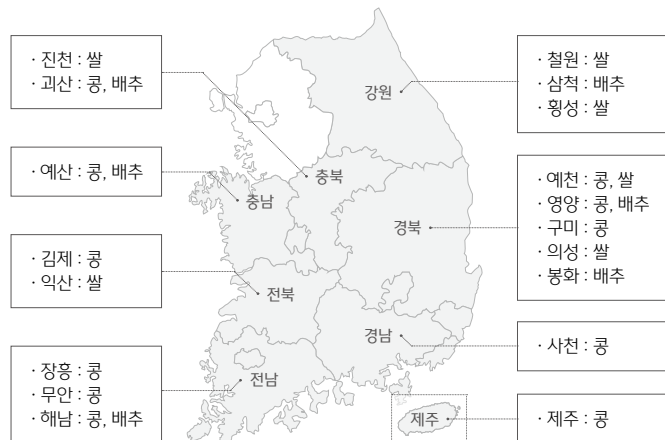 · 진천 : 쌀
· 괴산 : 콩, 배추
· 철원 : 쌀
· 삼척 : 배추
· 횡성 : 쌀
강원
· 예산 : 콩, 배추
충북
충남
· 예천 : 콩, 쌀
· 영양 : 콩, 배추
· 구미 : 콩
· 의성 : 쌀
· 봉화 : 배추
경북
· 김제 : 콩
· 익산 : 쌀
전북
경남
· 사천 : 콩
· 장흥 : 콩
· 무안 : 콩
· 해남 : 콩, 배추
전남
제주
· 제주 : 콩